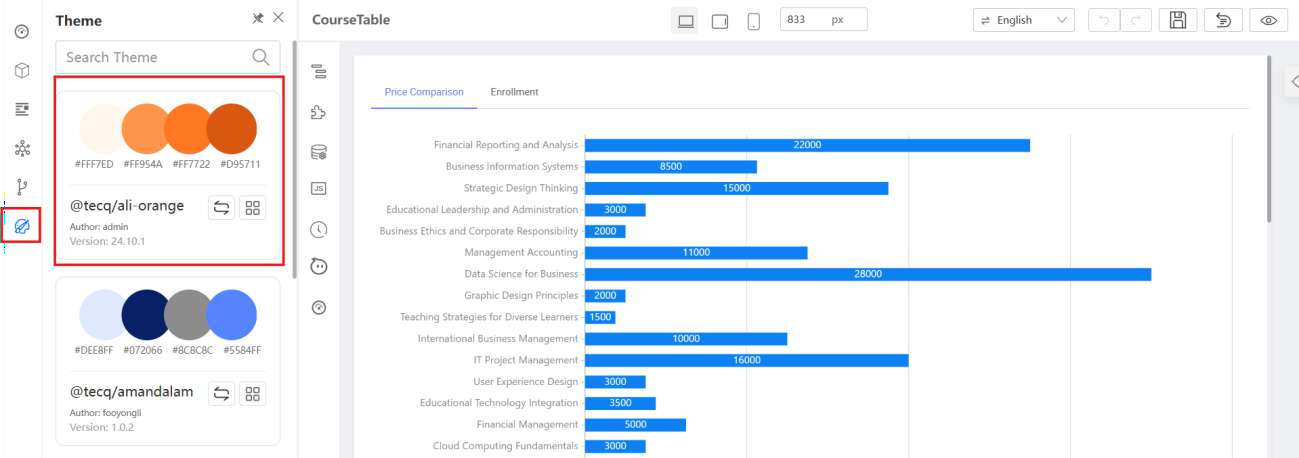 Theme
Search Theme
#FFF7ED #FF954A #FF7722 #D95711
@tecq/ali-orange
Author: admin
Version: 24.10.1
#DEE8FF #072066 #8C8C8C #5584FF
@tecq/amandalam
Author: fooyongli
Version: 1.0.2
CourseTable
833 px
English
JS
Price Comparison Enrollment
Financial Reporting and Analysis 22000
Business Information Systems 8500
Strategic Design Thinking 15000
Educational Leadership and Administration 3000
Business Ethics and Corporate Responsibility 2000
Management Accounting 11000
Data Science for Business 28000
Graphic Design Principles 2000
Teaching Strategies for Diverse Learners 1500
International Business Management 10000
IT Project Management 16000
User Experience Design 3000
Educational Technology Integration 3500
Financial Management 5000
Cloud Computing Fundamentals 3000